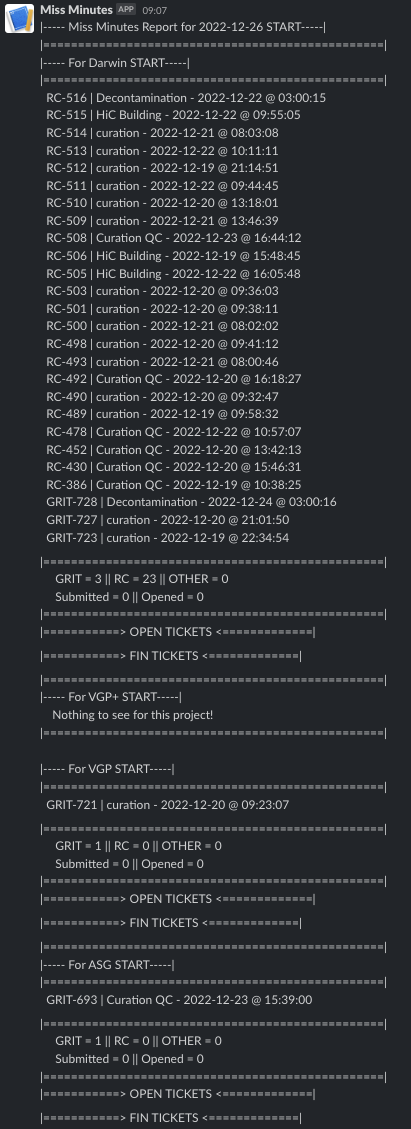 Miss Minutes APP 09:07
|----- Miss Minutes Report for 2022-12-26 START-----|
|=================================================|
|----- For Darwin START-----|
|=================================================|
RC-516 | Decontamination - 2022-12-22 @ 03:00:15
RC-515 | HiC Building - 2022-12-22 @ 09:55:05
RC-514 | curation - 2022-12-21 @ 08:03:08
RC-513 | curation - 2022-12-22 @ 10:11:11
RC-512 | curation - 2022-12-19 @ 21:14:51
RC-511 | curation - 2022-12-22 @ 09:44:45
RC-510 | curation - 2022-12-20 @ 13:18:01
RC-509 | curation - 2022-12-21 @ 13:46:39
RC-508 | Curation QC - 2022-12-23 @ 16:44:12
RC-506 | HiC Building - 2022-12-19 @ 15:48:45
RC-505 | HiC Building - 2022-12-22 @ 16:05:48
RC-503 | curation - 2022-12-20 @ 09:36:03
RC-501 | curation - 2022-12-20 @ 09:38:11
RC-500 | curation - 2022-12-21 @ 08:02:02
RC-498 | curation - 2022-12-20 @ 09:41:12
RC-493 | curation - 2022-12-21 @ 08:00:46
RC-492 | Curation QC - 2022-12-20 @ 16:18:27
RC-490 | curation - 2022-12-20 @ 09:32:47
RC-489 | curation - 2022-12-19 @ 09:58:32
RC-478 | Curation QC - 2022-12-22 @ 10:57:07
RC-452 | Curation QC - 2022-12-20 @ 13:42:13
RC-430 | Curation QC - 2022-12-20 @ 15:46:31
RC-386 | Curation QC - 2022-12-19 @ 10:38:25
GRIT-728 | Decontamination - 2022-12-24 @ 03:00:16
GRIT-727 | curation - 2022-12-20 @ 21:01:50
GRIT-723 | curation - 2022-12-19 @ 22:34:54
|=================================================|
GRIT = 3 || RC = 23 || OTHER = 0
Submitted = 0 || Opened = 0
|=================================================|
|===========> OPEN TICKETS <=============|
|===========> FIN TICKETS <=============|
|=================================================|
|----- For VGP+ START-----|
Nothing to see for this project!
|=================================================|
|----- For VGP START-----|
|=================================================|
GRIT-721 | curation - 2022-12-20 @ 09:23:07
|=================================================|
GRIT = 1 || RC = 0 || OTHER = 0
Submitted = 0 || Opened = 0
|=================================================|
|===========> OPEN TICKETS <=============|
|===========> FIN TICKETS <=============|
|=================================================|
|----- For ASG START-----|
|=================================================|
GRIT-693 | Curation QC - 2022-12-23 @ 15:39:00
|=================================================|
GRIT = 1 || RC = 0 || OTHER = 0
Submitted = 0 || Opened = 0
|=================================================|
|===========> OPEN TICKETS <=============|
|===========> FIN TICKETS <=============|